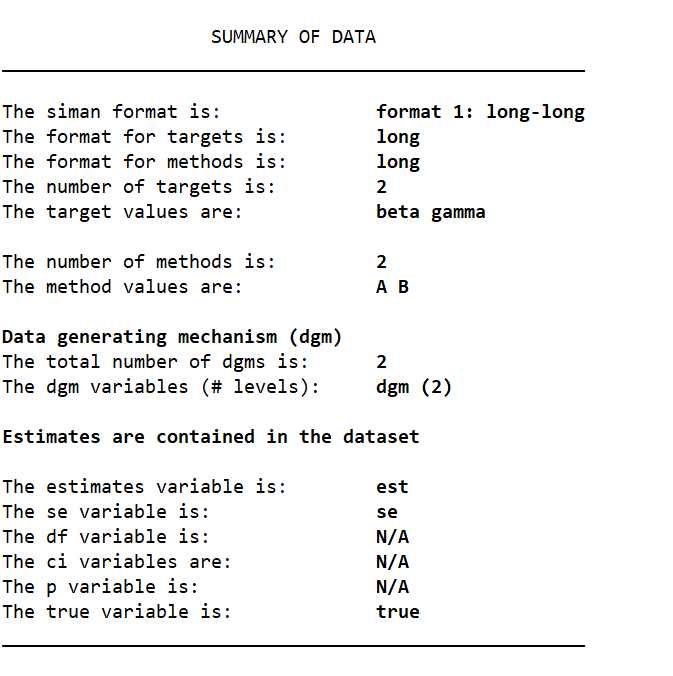 SUMMARY OF DATA
The siman format is: format 1: long-long
The format for targets is: long
The format for methods is: long
The number of targets is: 2
The target values are: beta gamma
The number of methods is: 2
The method values are: A B
Data generating mechanism (dgm)
The total number of dgms is: 2
The dgm variables (# levels): dgm (2)
Estimates are contained in the dataset
The estimates variable is: est
The se variable is: se
The df variable is: N/A
The ci variables are: N/A
The p variable is: N/A
The true variable is: true